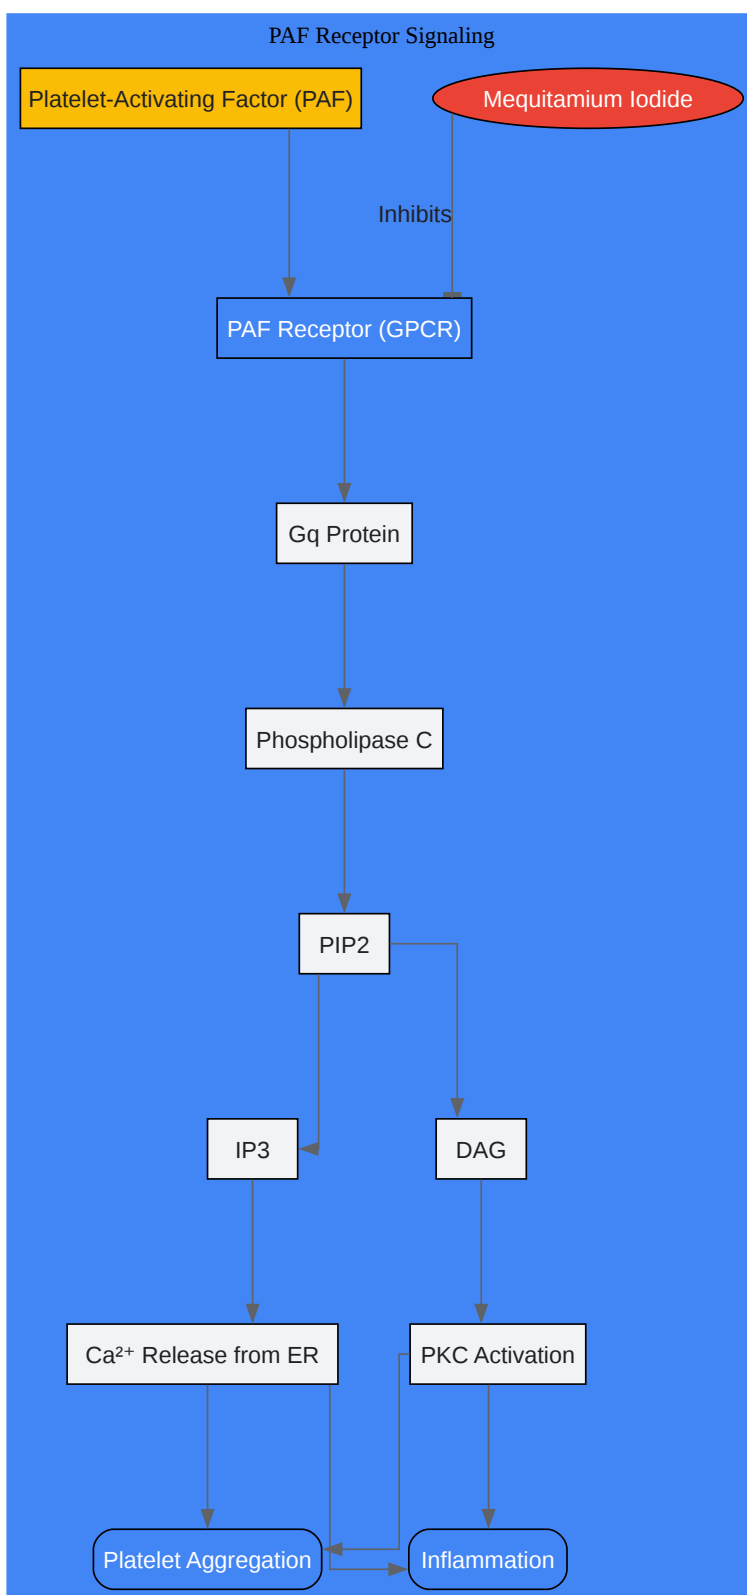 PAF Receptor Signaling
Platelet-Activating Factor (PAF)
Mequitamium Iodide
Inhibits
PAF Receptor (GPCR)
Gq Protein
Phospholipase C
PIP2
IP3
DAG
Ca²⁺ Release from ER
PKC Activation
Platelet Aggregation
Inflammation